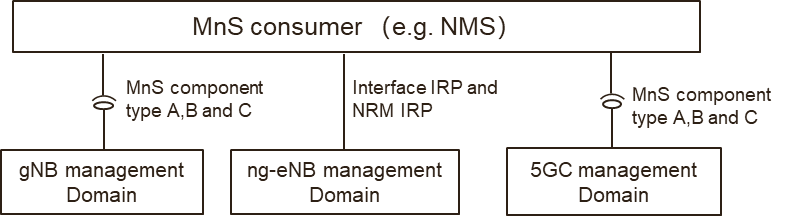 MnS consumer （e.g. NMS）
MnS component
type A,B and C
Interface IRP and
NRM IRP
MnS component
type A,B and C
gNB management
Domain
ng-eNB management
Domain
5GC management
Domain